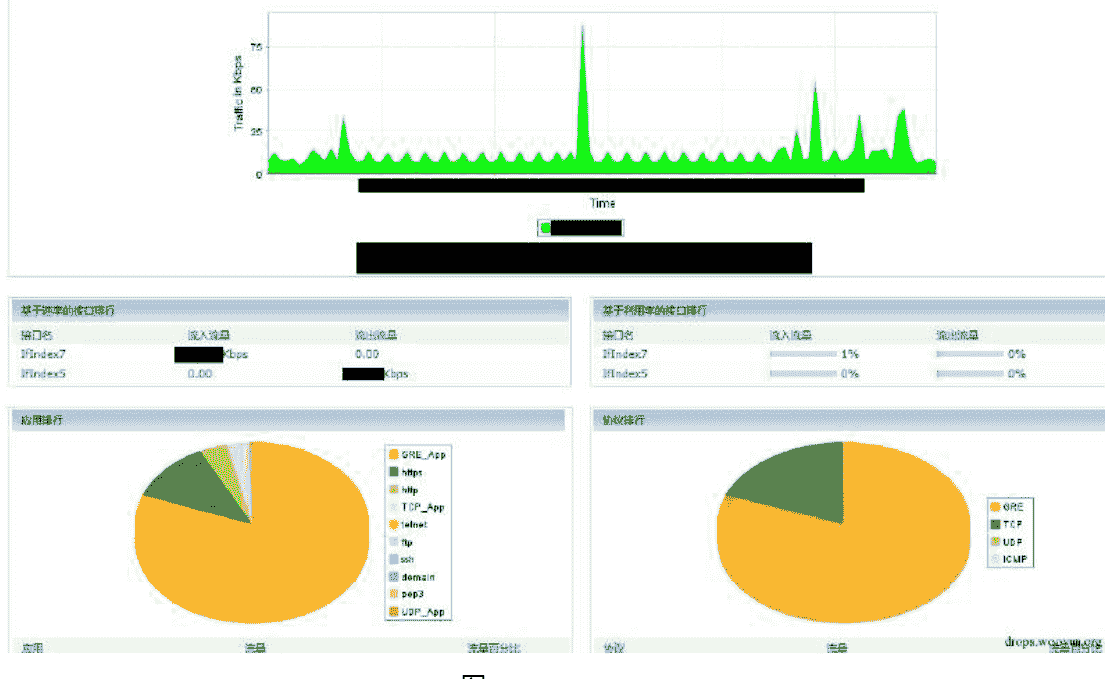 75
50
25
0
Traffic in Kbps
Time
基于速率的接口排行
接口名 流入流量 流出流量
IfIndex7 Kbps 0.00
IfIndex5 0.00 Kbps
基于利用率的接口排行
接口名 流入流量 流出流量
IfIndex7 1% 0%
IfIndex5 0% 0%
应用排行
GRE_App
https
http
TCP_App
telnet
ftp
ssh
domain
pop3
UDP_App
应用 流量 流量百分比
协议排行
GRE
TCP
UDP
ICMP
协议 流量 流量百分比
drops.wooyun.org